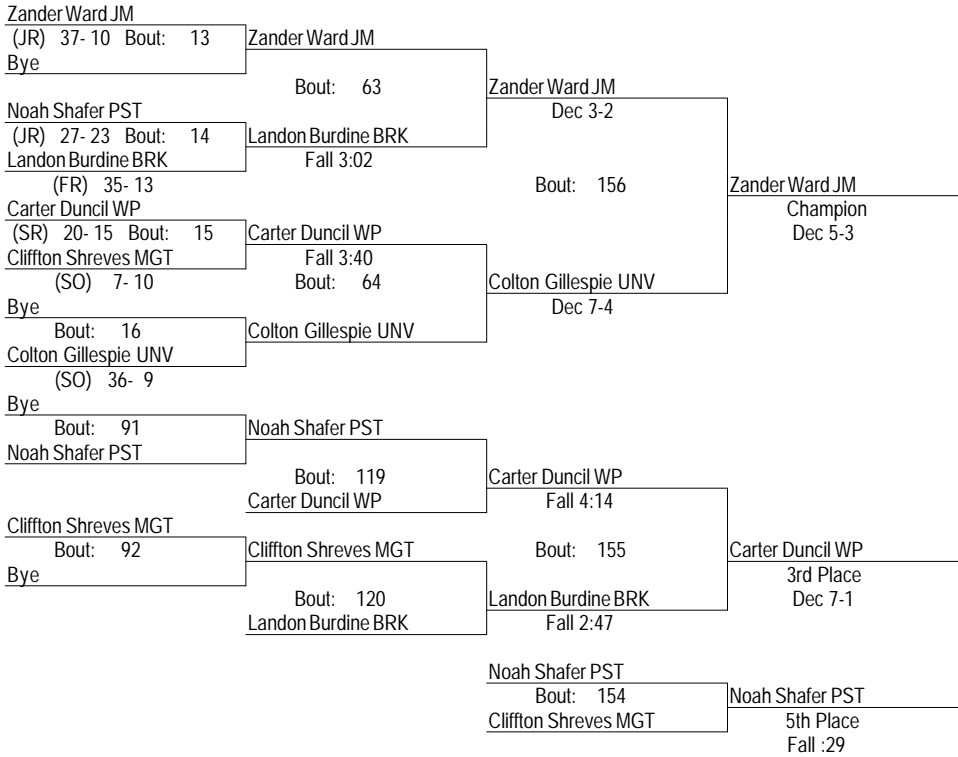 Zander Ward JM
(JR) 37- 10 Bout: 13 Zander Ward JM
Bye
Bout: 63 Zander Ward JM
Noah Shafer PST Dec 3-2
(JR) 27- 23 Bout: 14 Landon Burdine BRK
Landon Burdine BRK Fall 3:02
(FR) 35- 13 Bout: 156 Zander Ward JM
Carter Duncil WP Champion
(SR) 20- 15 Bout: 15 Carter Duncil WP Dec 5-3
Cliffton Shreves MGT Fall 3:40
(SO) 7- 10 Bout: 64 Colton Gillespie UNV
Bye Dec 7-4
Bout: 16 Colton Gillespie UNV
Colton Gillespie UNV
(SO) 36- 9
Bye
Bout: 91 Noah Shafer PST
Noah Shafer PST
Bout: 119 Carter Duncil WP
Carter Duncil WP Fall 4:14
Cliffton Shreves MGT
Bout: 92 Cliffton Shreves MGT Bout: 155 Carter Duncil WP
Bye 3rd Place
Bout: 120 Landon Burdine BRK Dec 7-1
Landon Burdine BRK Fall 2:47
Noah Shafer PST
Bout: 154 Noah Shafer PST
Cliffton Shreves MGT 5th Place
Fall :29